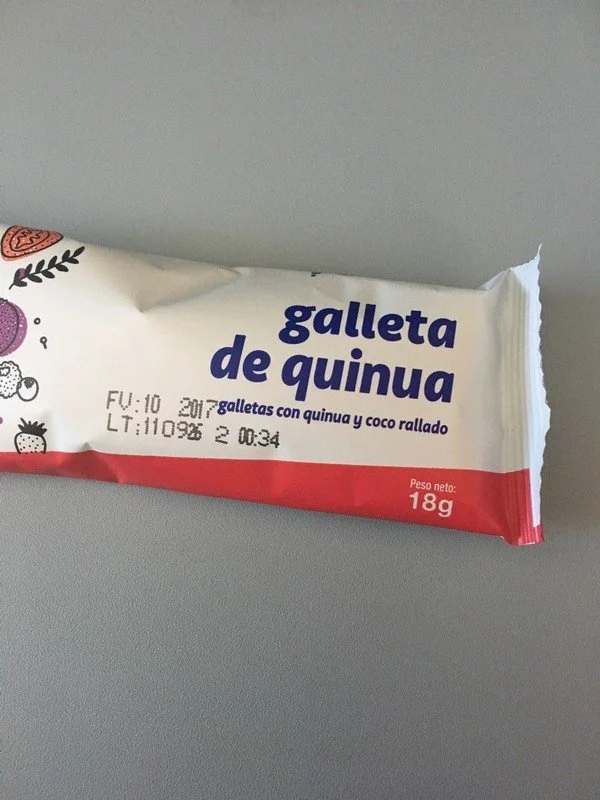 galleta
de quinua
galletas con quinua y coco rallado
FV:10 2017
LT:110926 2 00:34
Peso neto:
18g